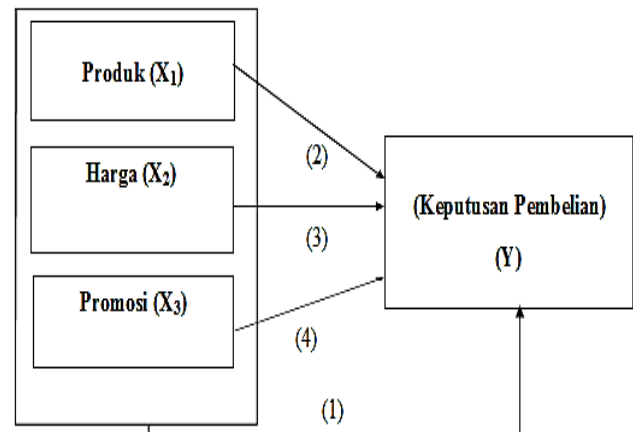 Produk (X₁)
(2)
Harga (X₂)
(Keputusan Pembelian)
(Y)
(3)
Promosi (X₃)
(4)
(1)